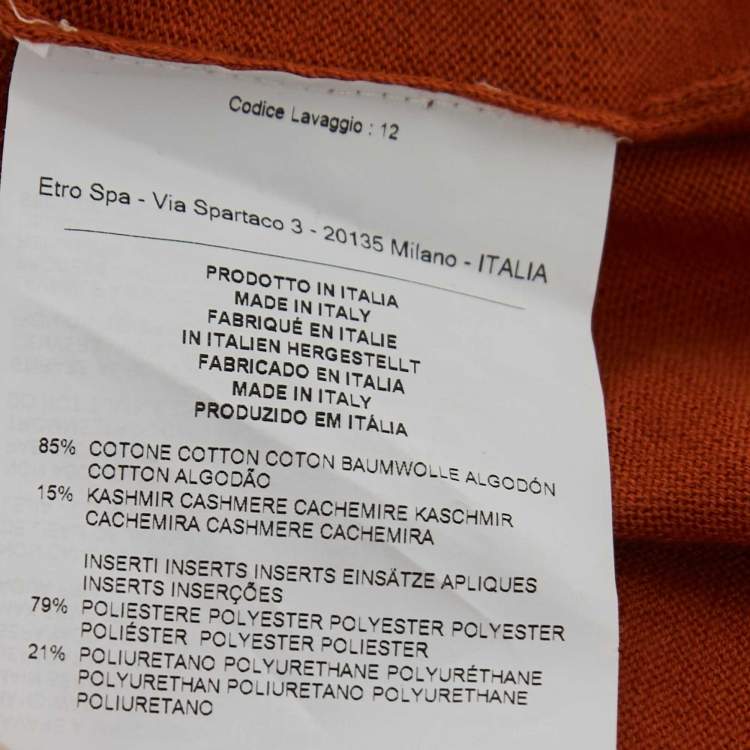 Codice Lavaggio : 12
Etro Spa - Via Spartaco 3 - 20135 Milano - ITALIA
PRODOTTO IN ITALIA
MADE IN ITALY
FABRIQUÉ EN ITALIE
IN ITALIEN HERGESTELLT
FABRICADO EN ITALIA
MADE IN ITALY
PRODUZIDO EM ITÁLIA
85% COTONE COTTON COTON BAUMWOLLE ALGODÓN
COTTON ALGODÃO
15% KASHMIR CASHMERE CACHEMIRE KASCHMIR
CACHEMIRA CASHMERE CACHEMIRA
INSERTI INSERTS INSERTS EINSÄTZE APLIQUES
INSERTS INSERÇÕES
79% POLIESTERE POLYESTER POLYESTER POLYESTER
POLIÉSTER POLYESTER POLIESTER
21% POLIURETANO POLYURETHANE POLYURÉTHANE
POLYURETHAN POLIURETANO POLYURETHANE
POLIURETANO